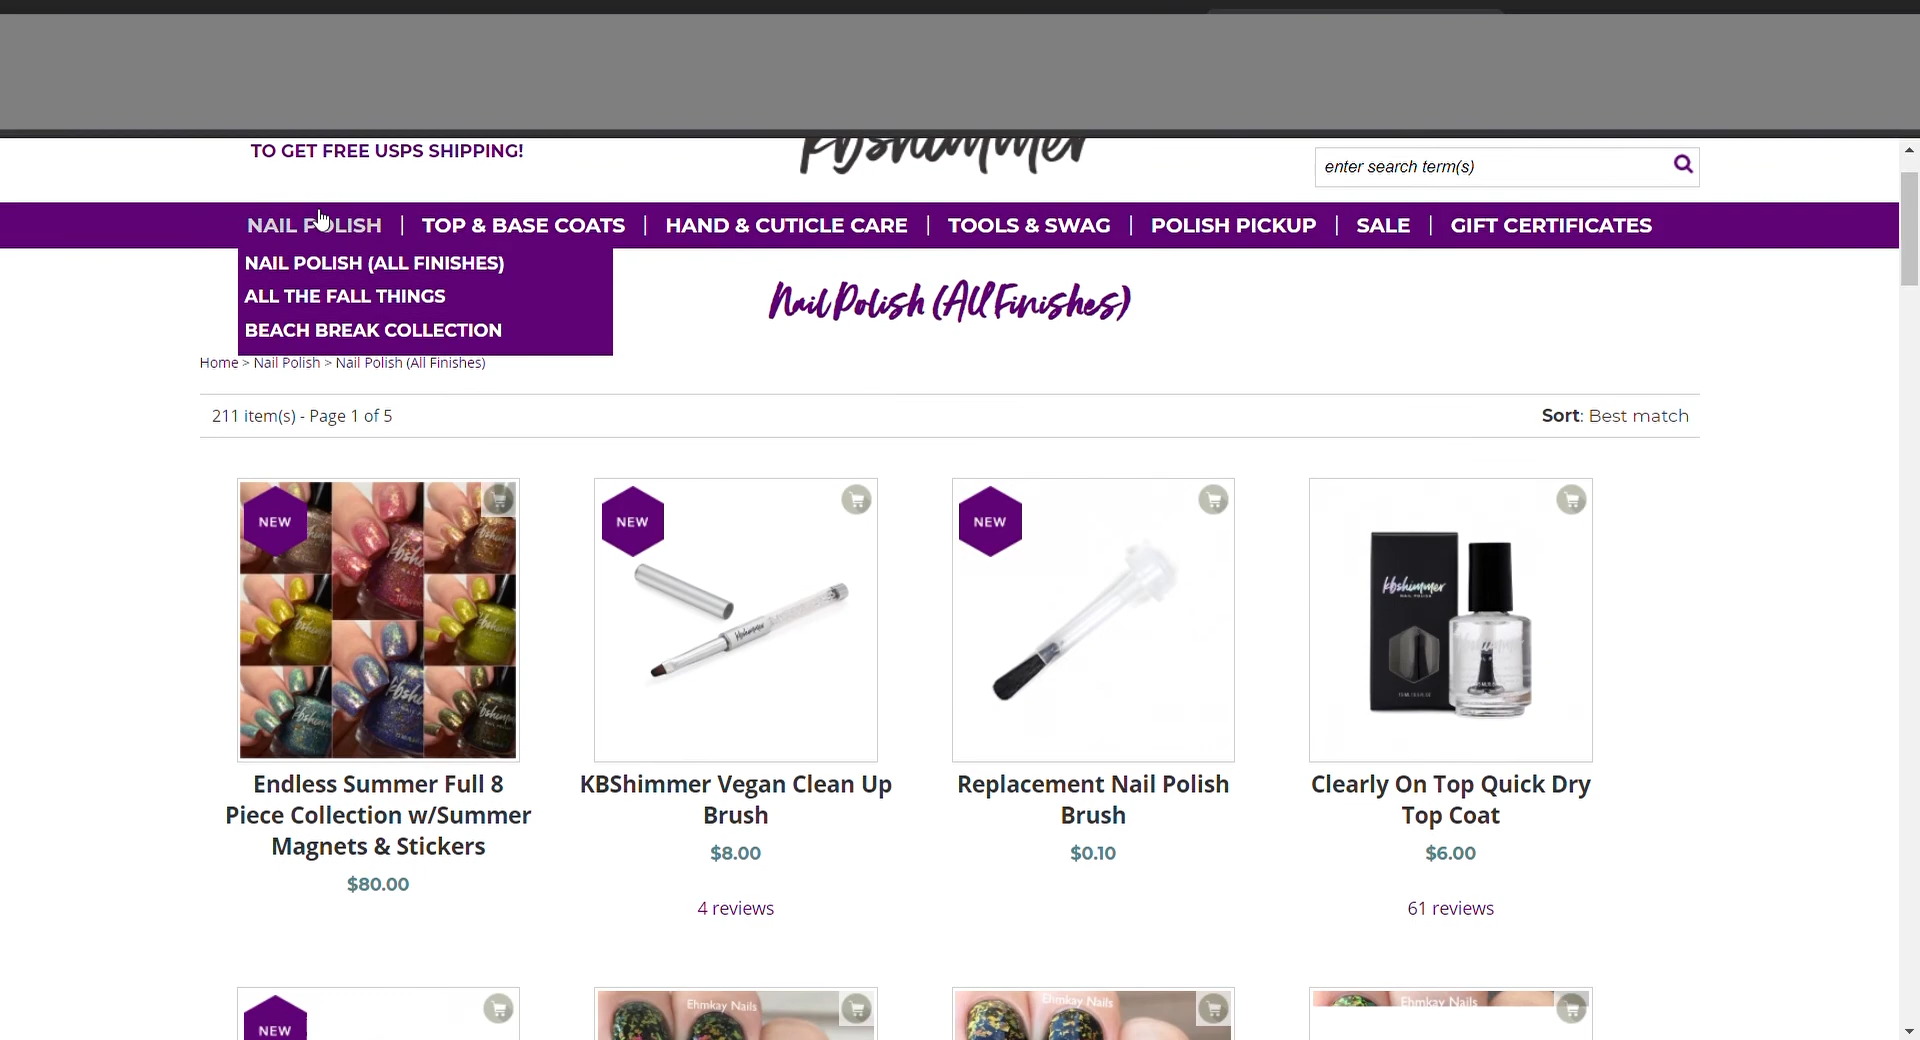 TO GET FREE USPS SHIPPING!
kbshimmer
enter search term(s)
NAIL POLISH | TOP & BASE COATS | HAND & CUTICLE CARE | TOOLS & SWAG | POLISH PICKUP | SALE | GIFT CERTIFICATES
NAIL POLISH (ALL FINISHES)
ALL THE FALL THINGS
BEACH BREAK COLLECTION
Nail Polish (All Finishes)
Home > Nail Polish > Nail Polish (All Finishes)
211 item(s) - Page 1 of 5
Sort: Best match
NEW
NEW
NEW
kbshimmer
kbshimmer
NAIL POLISH
Endless Summer Full 8
Piece Collection w/Summer
Magnets & Stickers
$80.00
KBShimmer Vegan Clean Up
Brush
$8.00
4 reviews
Replacement Nail Polish
Brush
$0.10
Clearly On Top Quick Dry
Top Coat
$6.00
61 reviews
NEW
Ehmkay Nails
Ehmkay Nails
Ehmkay Nails